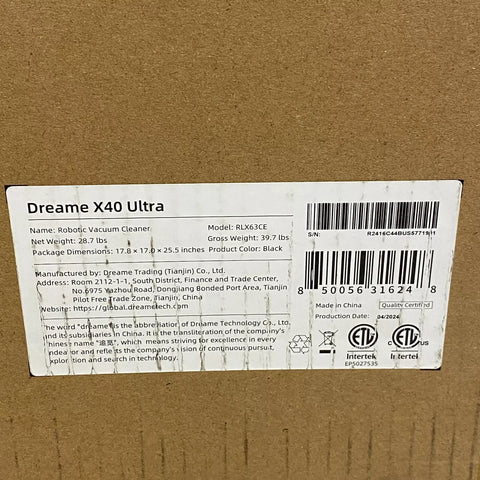 Dreame X40 Ultra
Name: Robotic Vacuum Cleaner
Model: RLX63CE
Net Weight: 28.7 lbs
Gross Weight: 39.7 lbs
Package Dimensions: 17.8 × 17.0 × 25.5 inches
Product Color: Black
S/N:
Manufactured by: Dreame Trading (Tianjin) Co., Ltd.
Address: Room 2112-1-1, South District, Finance and Trade Center,
No.6975 Yazhou Road, Dongjiang Bonded Port Area, Tianjin
Pilot Free Trade Zone, Tianjin, China
Website: https://global.dreametech.com
8 50056 31624 8
Made in China
Quality Certified
Production Date: 04/2024
The word "dreame" is the abbreviation of Dreame Technology Co., Ltd.
and its subsidiaries in China. It is the transliteration of the company's
Chinese name "追觅", which means striving for excellence in every
endeavor and reflects the company's vision of continuous pursuit,
exploration and search in technology.
ETL
Intertek
EPS027535
ETL
C US
Intertek